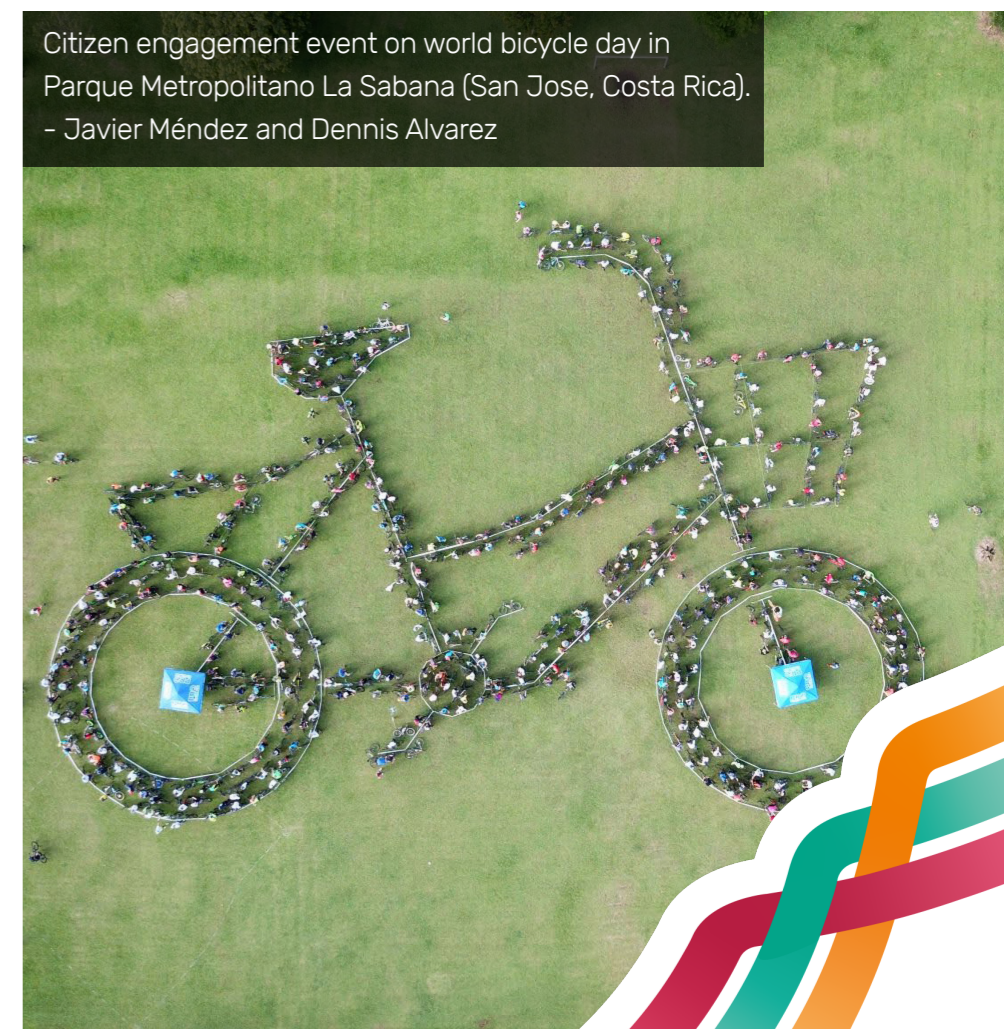 Citizen engagement event on world bicycle day in
Parque Metropolitano La Sabana (San Jose, Costa Rica).
- Javier Méndez and Dennis Alvarez